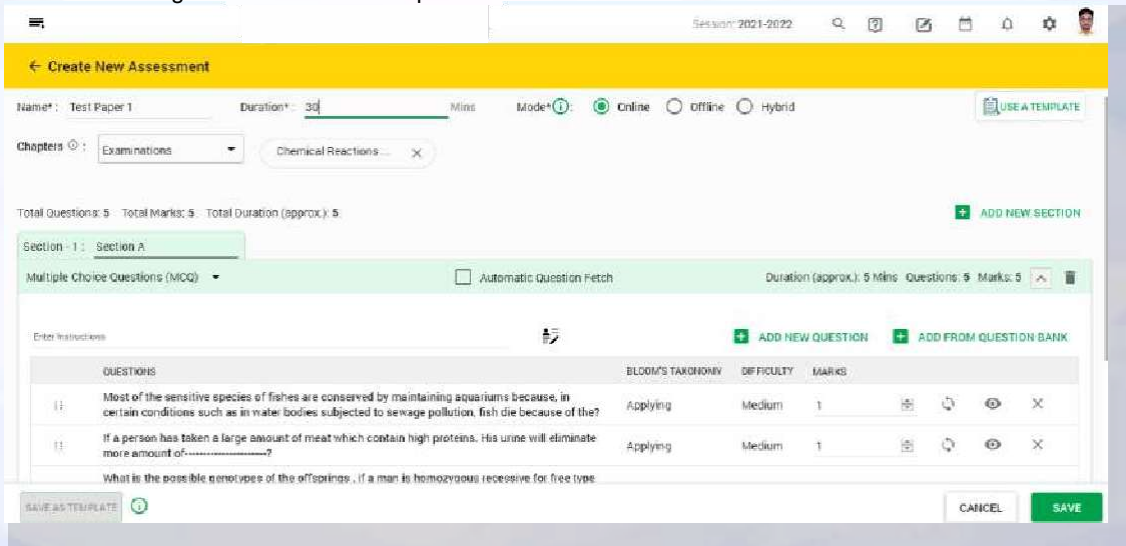 Session: 2021-2022
← Create New Assessment
Name* : Test Paper 1 Duration* : 30 Mins Mode* : Online Offline Hybrid USE A TEMPLATE
Chapters : Examinations Chemical Reactions ... ×
Total Questions: 5 Total Marks: 5 Total Duration (approx.): 5 ADD NEW SECTION
Section - 1 : Section A
Multiple Choice Questions (MCQ) Automatic Question Fetch Duration (approx.): 5 Mins Questions: 5 Marks: 5
Enter Instructions ADD NEW QUESTION ADD FROM QUESTION BANK
QUESTIONS BLOOM'S TAXONOMY DIFFICULTY MARKS
Most of the sensitive species of fishes are conserved by maintaining aquariums because, in
certain conditions such as in water bodies subjected to sewage pollution, fish die because of the? Applying Medium 1
If a person has taken a large amount of meat which contain high proteins. His urine will eliminate
more amount of---------------------? Applying Medium 1
What is the possible genotypes of the offsprings , if a man is homozygous recessive for free type
SAVE AS TEMPLATE CANCEL SAVE